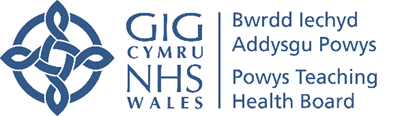 GIG
CYMRU
NHS
WALES
Bwrdd Iechyd
Addysgu Powys
Powys Teaching
Health Board